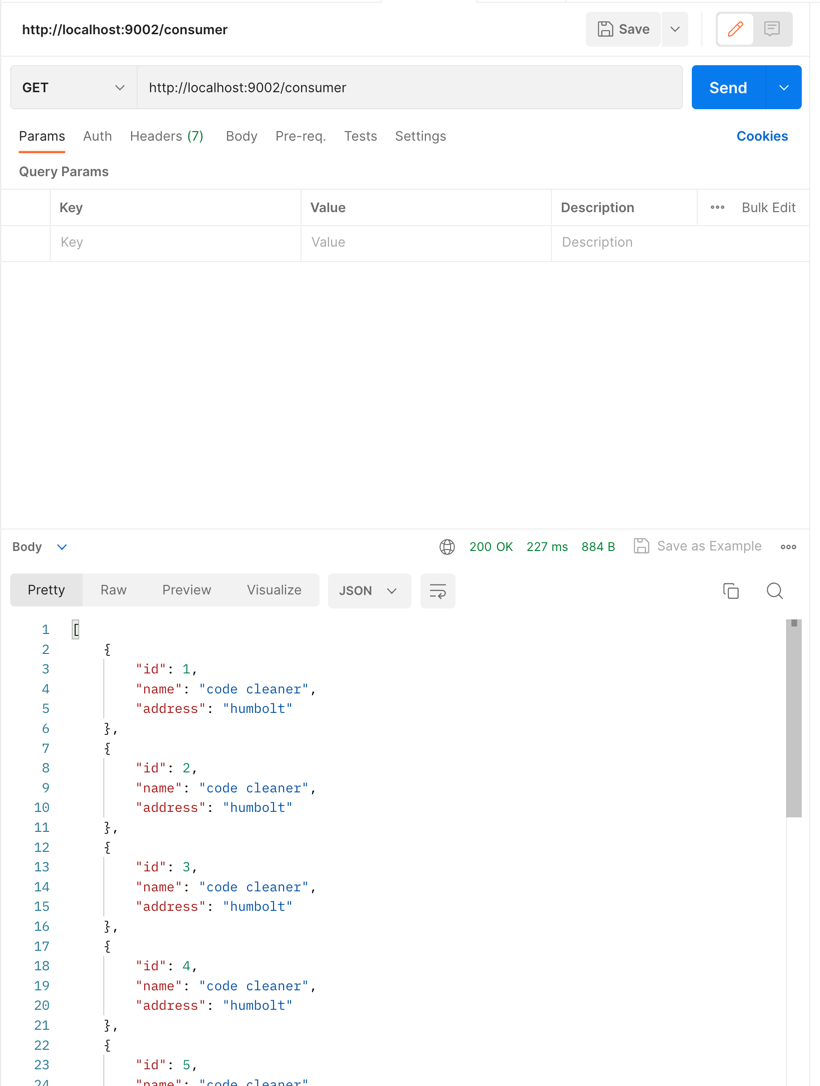 http://localhost:9002/consumer Save
GET http://localhost:9002/consumer Send
Params Auth Headers (7) Body Pre-req. Tests Settings Cookies
Query Params
Key Value Description Bulk Edit
Key Value Description
Body 200 OK 227 ms 884 B Save as Example
Pretty Raw Preview Visualize JSON
1 [
2 {
3 "id": 1,
4 "name": "code cleaner",
5 "address": "humbolt"
6 },
7 {
8 "id": 2,
9 "name": "code cleaner",
10 "address": "humbolt"
11 },
12 {
13 "id": 3,
14 "name": "code cleaner",
15 "address": "humbolt"
16 },
17 {
18 "id": 4,
19 "name": "code cleaner",
20 "address": "humbolt"
21 },
22 {
23 "id": 5,
24 "name": "code cleaner"